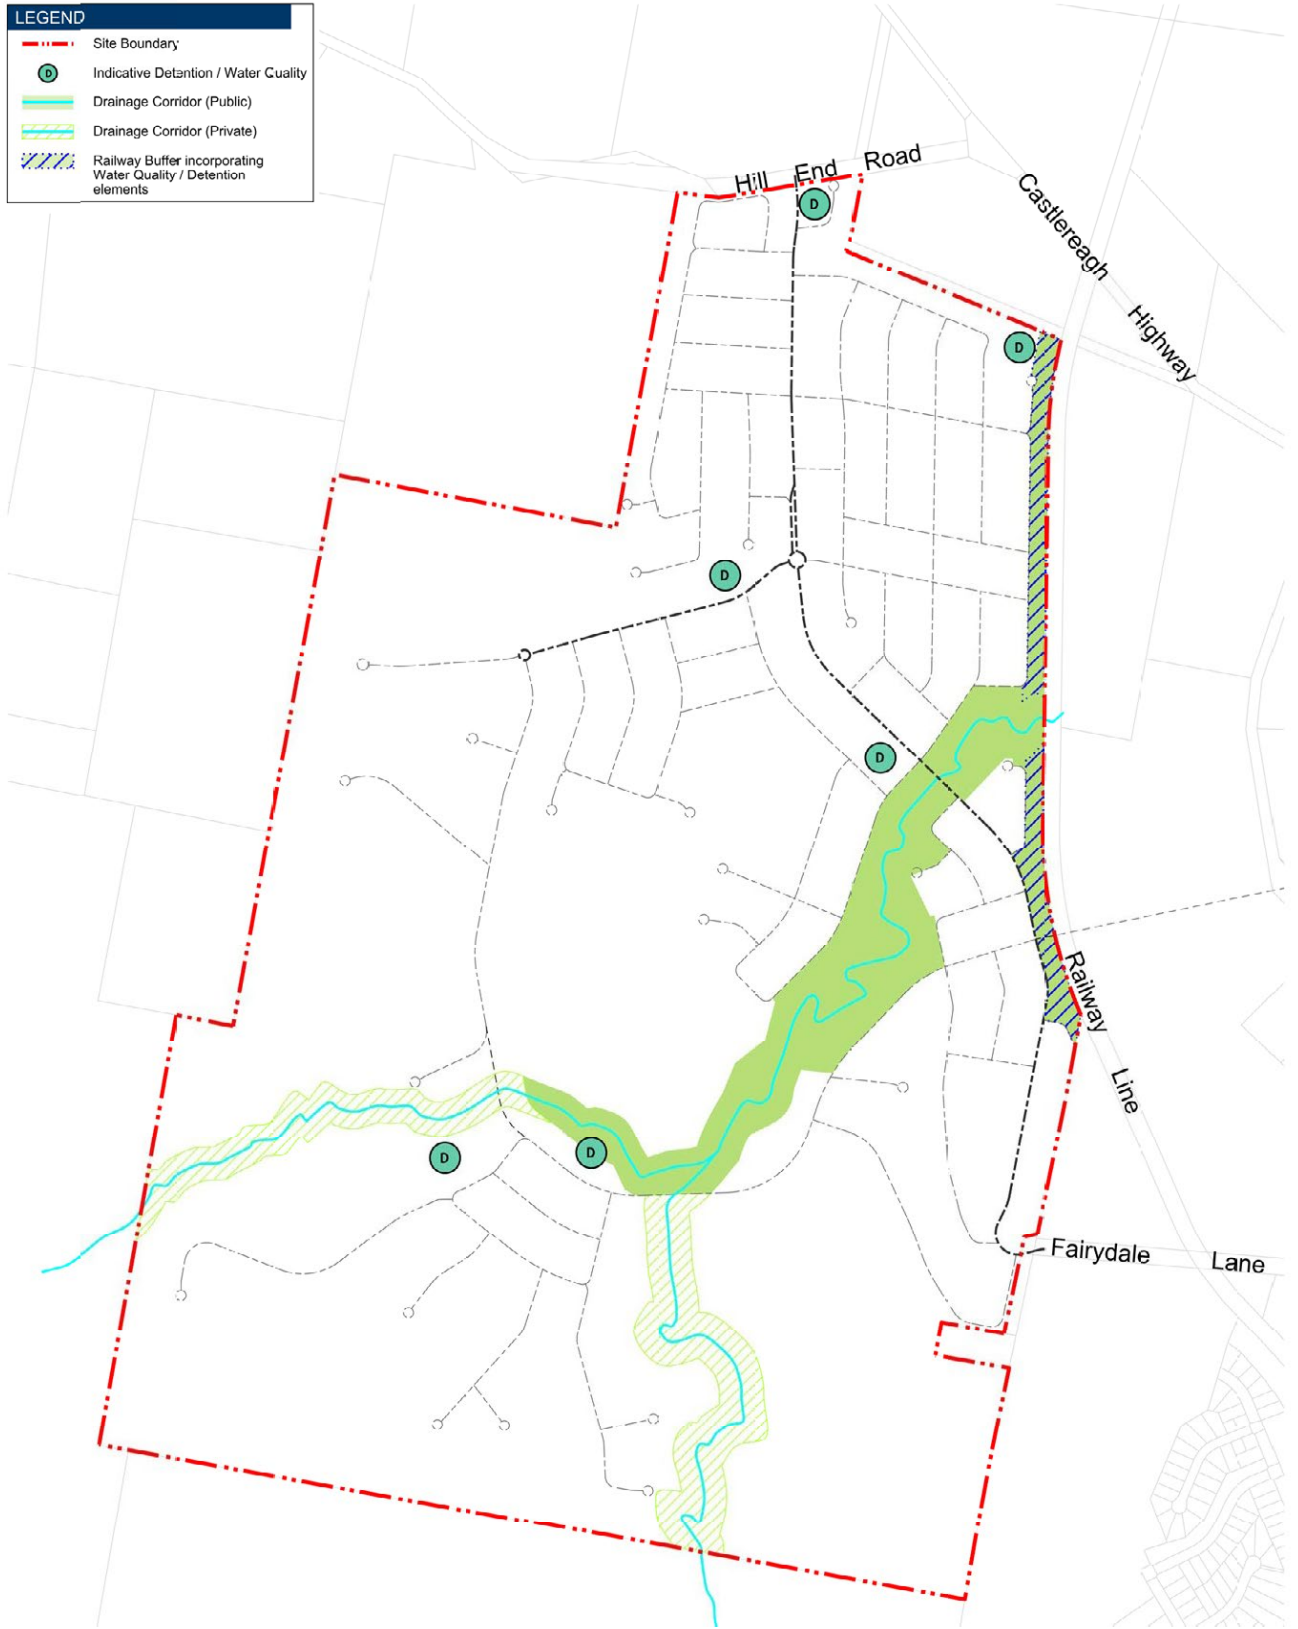 LEGEND
Site Boundary
D
Indicative Detention / Water Quality
Drainage Corridor (Public)
Drainage Corridor (Private)
Railway Buffer incorporating
Water Quality / Detention
elements
Hill End Road
D
Castlereagh Highway
D
D
D
Railway Line
D
D
Fairydale Lane